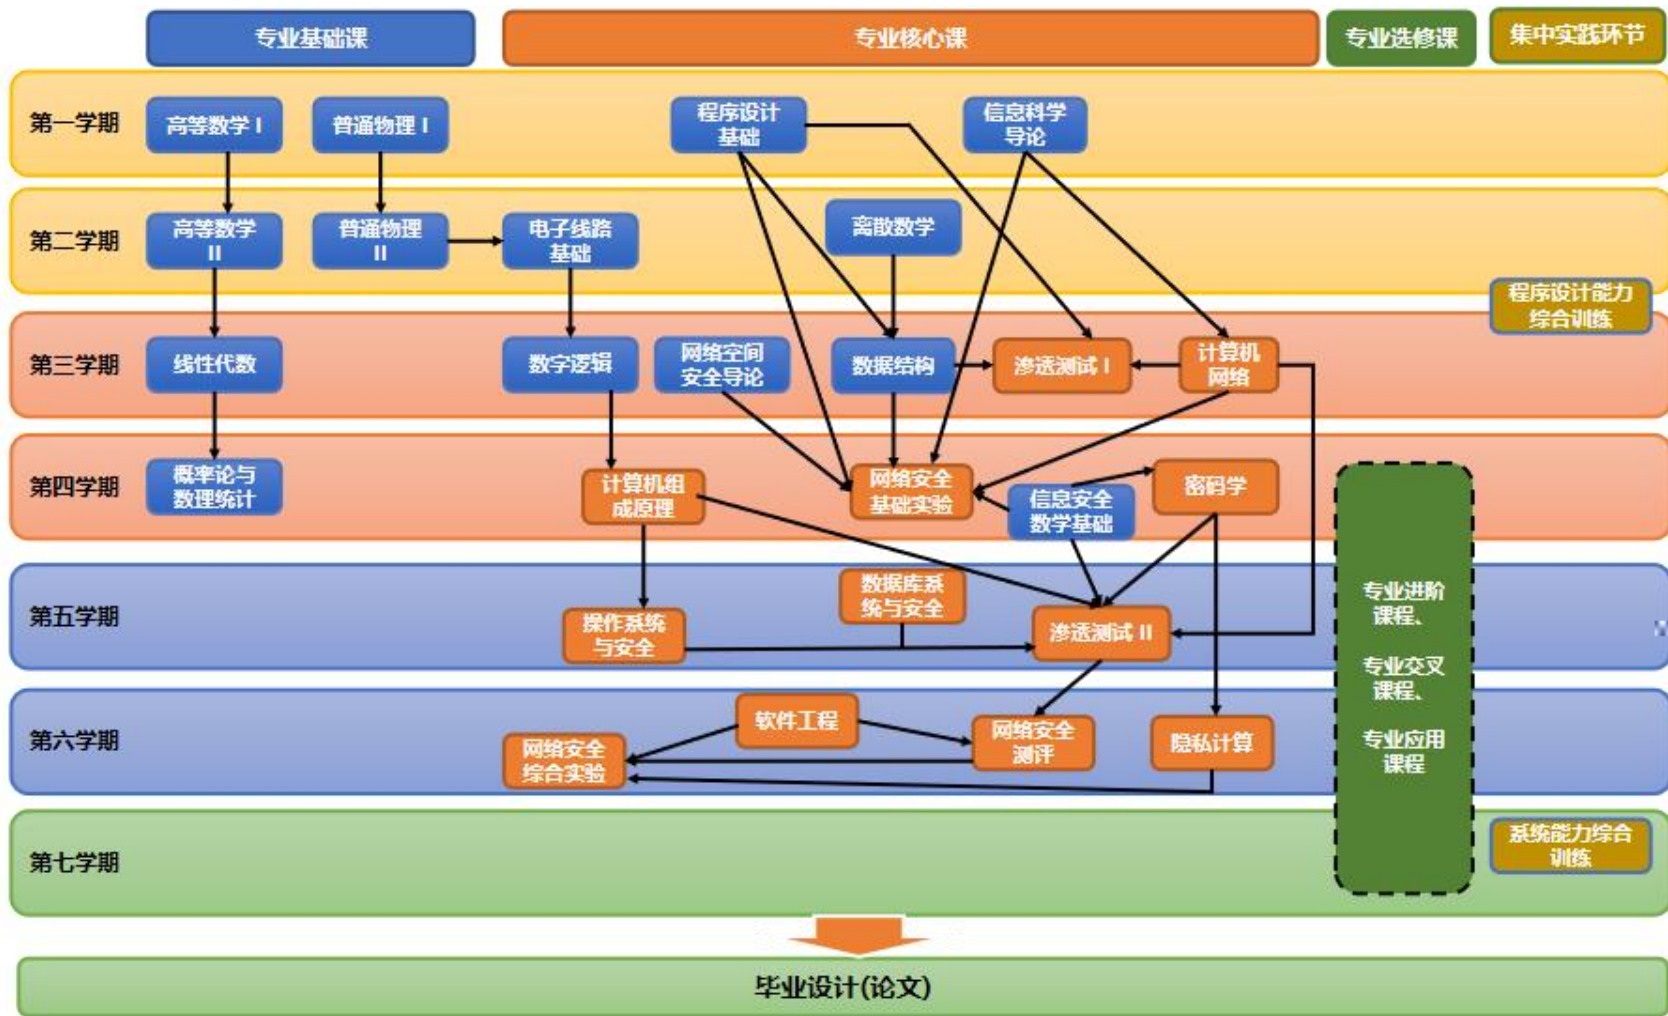 专业基础课
专业核心课
专业选修课
集中实践环节
第一学期
高等数学 I
普通物理 I
程序设计
基础
信息科学
导论
第二学期
高等数学
II
普通物理
II
电子线路
基础
离散数学
程序设计能力
综合训练
第三学期
线性代数
数字逻辑
网络空间
安全导论
数据结构
渗透测试 I
计算机
网络
第四学期
概率论与
数理统计
计算机组
成原理
网络安全
基础实验
信息安全
数学基础
密码学
第五学期
操作系统
与安全
数据库系
统与安全
渗透测试 II
专业进阶
课程、
专业交叉
课程、
专业应用
课程
第六学期
网络安全
综合实验
软件工程
网络安全
测评
隐私计算
第七学期
系统能力综合
训练
毕业设计(论文)